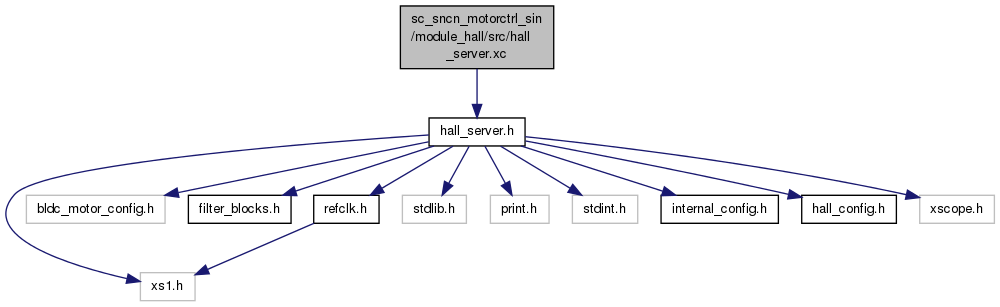 sc_sncn_motorctrl_sin
/module_hall/src/hall
_server.xc
hall_server.h
bldc_motor_config.h
filter_blocks.h
refclk.h
stdlib.h
print.h
stdint.h
internal_config.h
hall_config.h
xscope.h
xs1.h